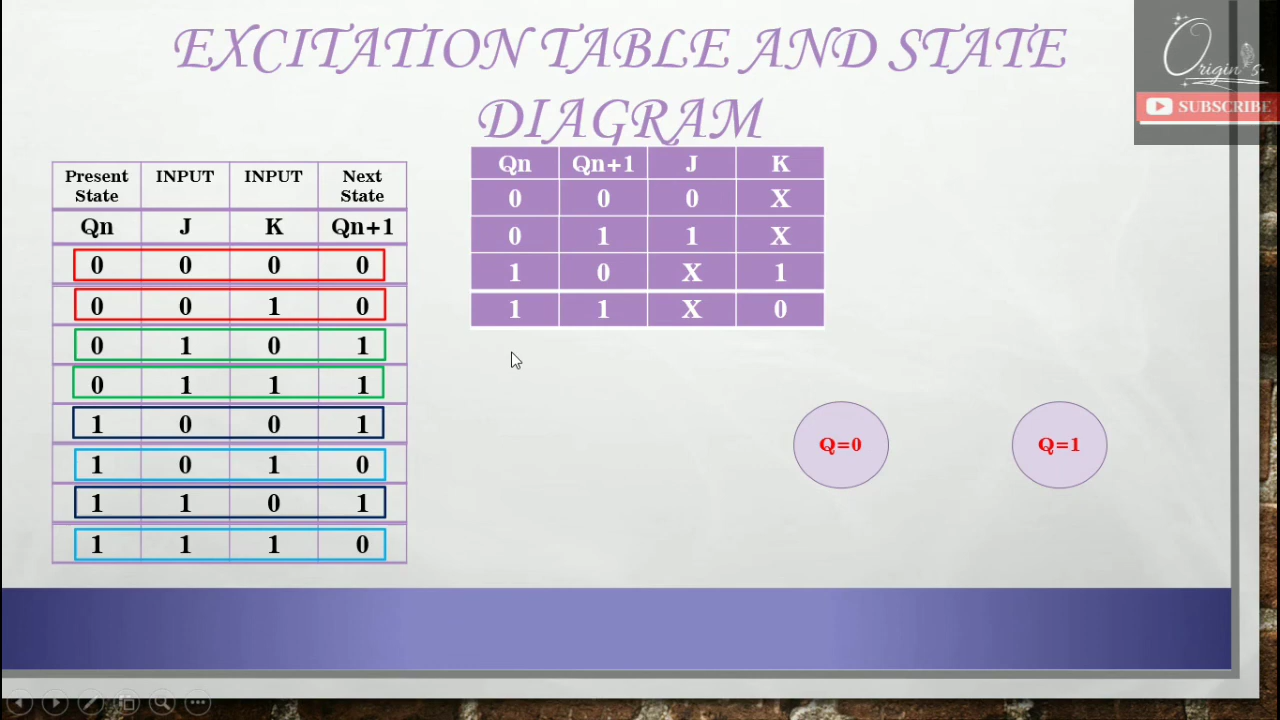 EXCITATION TABLE AND STATE
DIAGRAM
Origin's
SUBSCRIBE
Present State INPUT INPUT Next State
Qn J K Qn+1
0 0 0 0
0 0 1 0
0 1 0 1
0 1 1 1
1 0 0 1
1 0 1 0
1 1 0 1
1 1 1 0
Qn Qn+1 J K
0 0 0 X
0 1 1 X
1 0 X 1
1 1 X 0
Q=0 Q=1